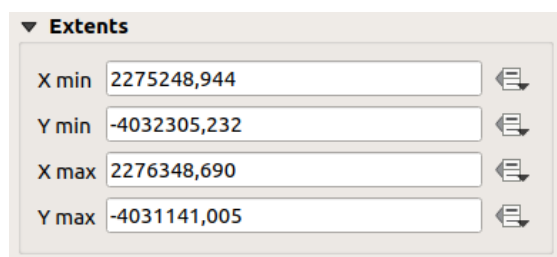 Extents
X min 2275248,944
Y min -4032305,232
X max 2276348,690
Y max -4031141,005